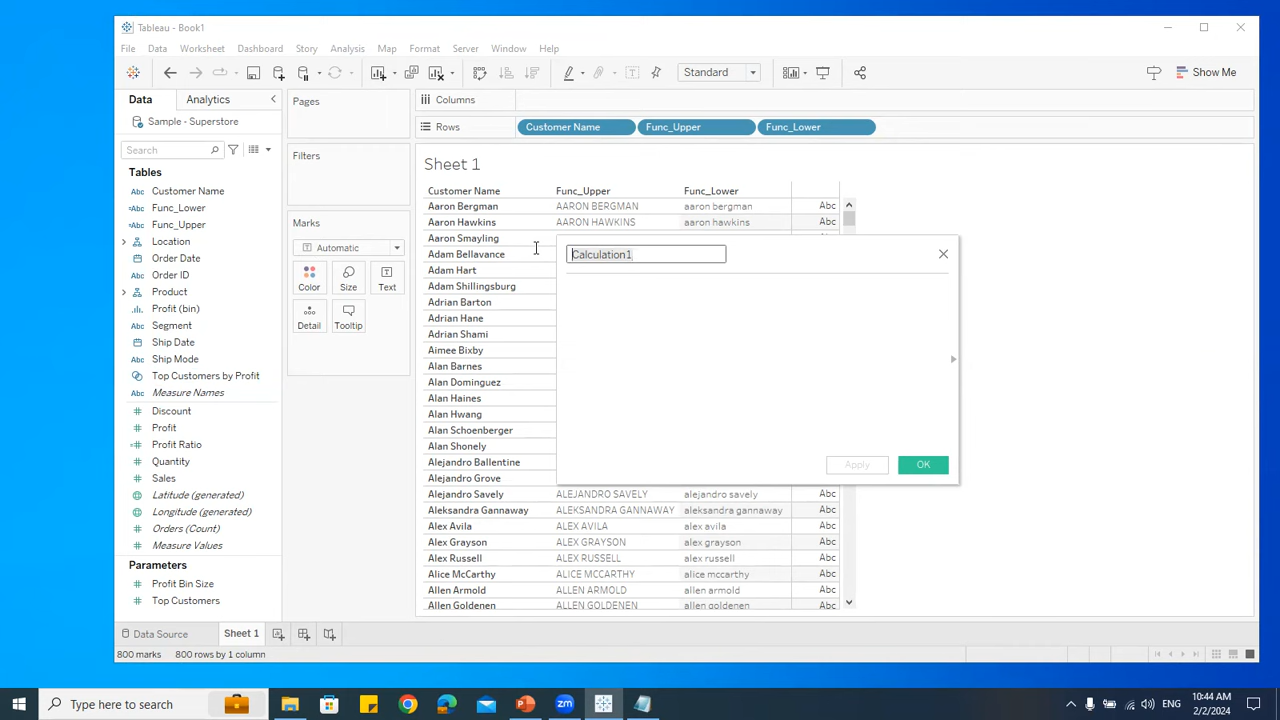 Tableau - Book1
File Data Worksheet Dashboard Story Analysis Map Format Server Window Help
Standard
Show Me
Data Analytics
Pages
Columns
Sample - Superstore
Rows Customer Name Func_Upper Func_Lower
Search
Filters
Sheet 1
Tables
Customer Name Func_Upper Func_Lower
Abc Customer Name
Aaron Bergman AARON BERGMAN aaron bergman Abc
=Abc Func_Lower
Aaron Hawkins AARON HAWKINS aaron hawkins Abc
=Abc Func_Upper
Marks
Aaron Smayling
Location
Automatic
Adam Bellavance
Calculation1
Order Date
Adam Hart
Abc Order ID
Color Size Text
Adam Shillingsburg
Product
Adrian Barton
Profit (bin)
Adrian Hane
Abc Segment
Detail Tooltip
Adrian Shami
Ship Date
Aimee Bixby
Abc Ship Mode
Alan Barnes
Top Customers by Profit
Alan Dominguez
Abc Measure Names
Alan Haines
Discount
Alan Hwang
Profit
Alan Schoenberger
Profit Ratio
Alan Shonely
Quantity
Alejandro Ballentine
Apply OK
Sales
Alejandro Grove
Latitude (generated)
Alejandro Savely ALEJANDRO SAVELY alejandro savely Abc
Longitude (generated)
Aleksandra Gannaway ALEKSANDRA GANNAWAY aleksandra gannaway Abc
Orders (Count)
Alex Avila ALEX AVILA alex avila Abc
Measure Values
Alex Grayson ALEX GRAYSON alex grayson Abc
Parameters
Alex Russell ALEX RUSSELL alex russell Abc
Profit Bin Size
Alice McCarthy ALICE MCCARTHY alice mccarthy Abc
Top Customers
Allen Armold ALLEN ARMOLD allen armold Abc
Allen Goldenen ALLEN GOLDENEN allen goldenen Abc
Data Source Sheet 1
800 marks 800 rows by 1 column
Type here to search
ENG
10:44 AM
2/2/2024